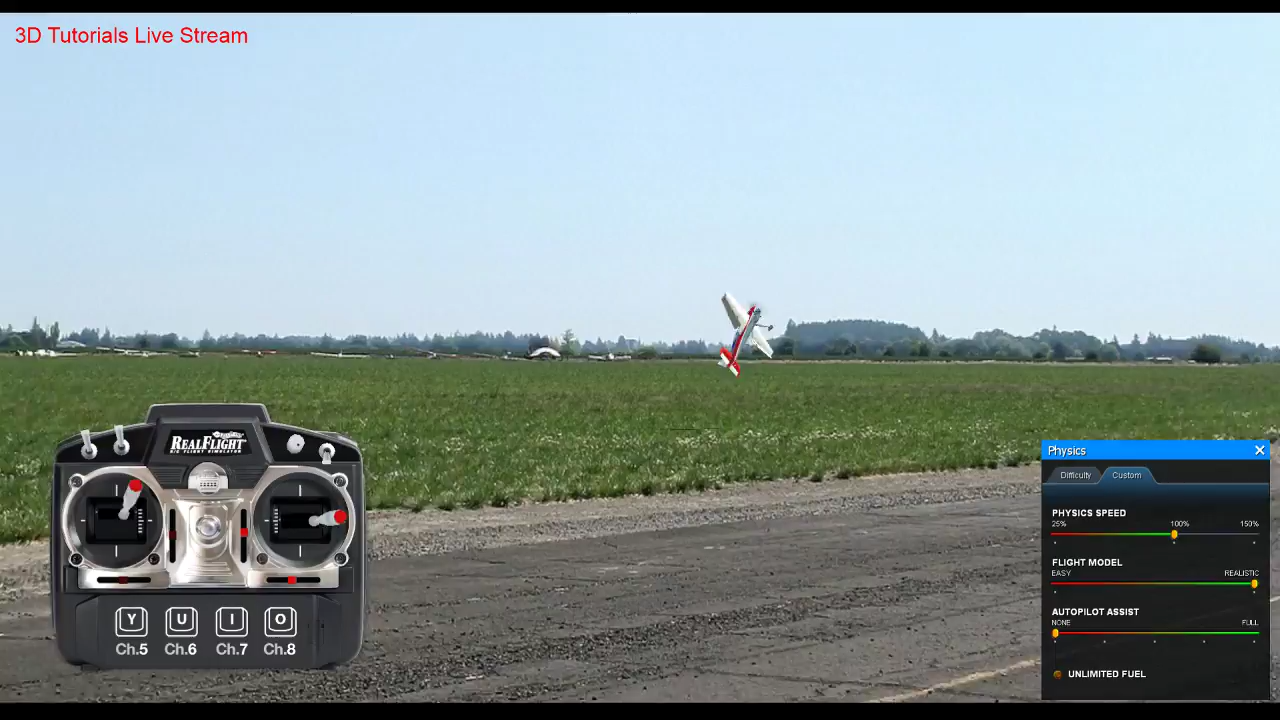 3D Tutorials Live Stream
REALFLIGHT
R/C FLIGHT SIMULATOR
Y U I O
Ch.5 Ch.6 Ch.7 Ch.8
Physics
Difficulty Custom
PHYSICS SPEED
25% 100% 150%
FLIGHT MODEL
EASY REALISTIC
AUTOPILOT ASSIST
NONE FULL
UNLIMITED FUEL